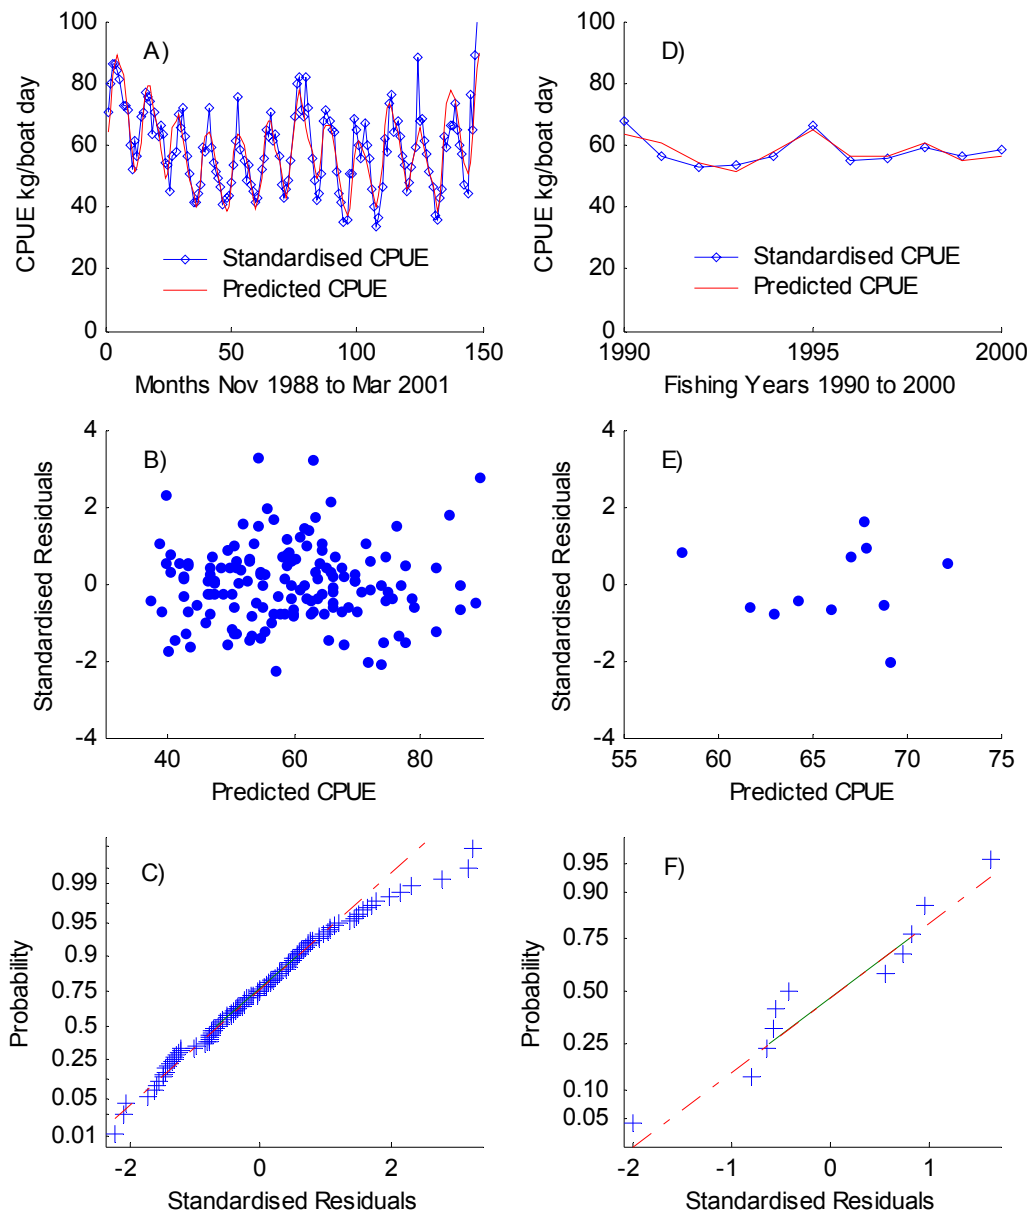 A)
CPUE kg/boat day
100
80
60
40
20
0
Standardised CPUE
Predicted CPUE
0 50 100 150
Months Nov 1988 to Mar 2001
D)
CPUE kg/boat day
100
80
60
40
20
0
Standardised CPUE
Predicted CPUE
1990 1995 2000
Fishing Years 1990 to 2000
B)
Standardised Residuals
4
2
0
-2
-4
40 60 80
Predicted CPUE
E)
Standardised Residuals
4
2
0
-2
-4
55 60 65 70 75
Predicted CPUE
C)
Probability
0.99
0.95
0.9
0.75
0.5
0.25
0.05
0.01
-2 0 2
Standardised Residuals
F)
Probability
0.95
0.90
0.75
0.50
0.25
0.10
0.05
-2 -1 0 1
Standardised Residuals